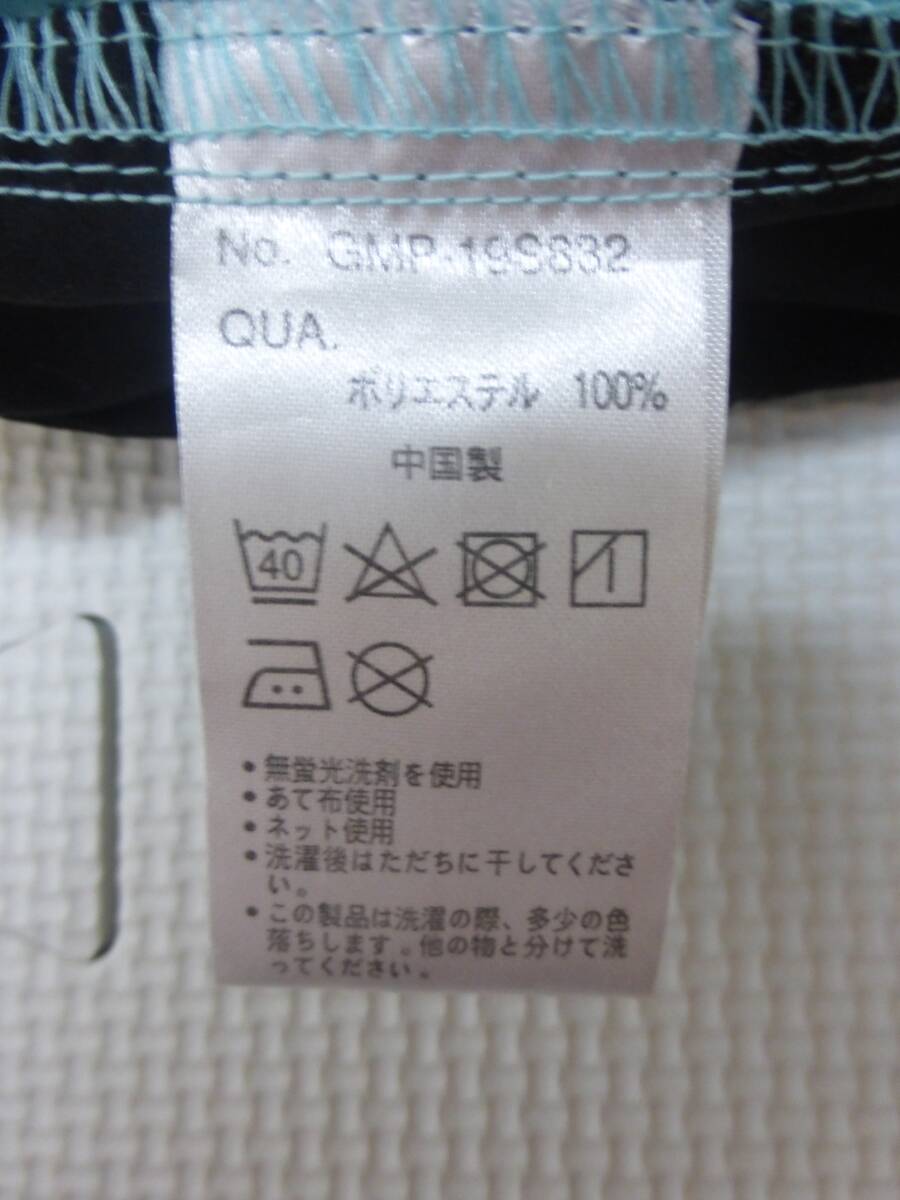 No. GMP-19S832
QUA.
ポリエステル 100%
中国製
40
• 無蛍光洗剤を使用
• あて布使用
• ネット使用
• 洗濯後はただちに干してくださ
い。
• この製品は洗濯の際、多少の色
落ちします。他の物と分けて洗
ってください。